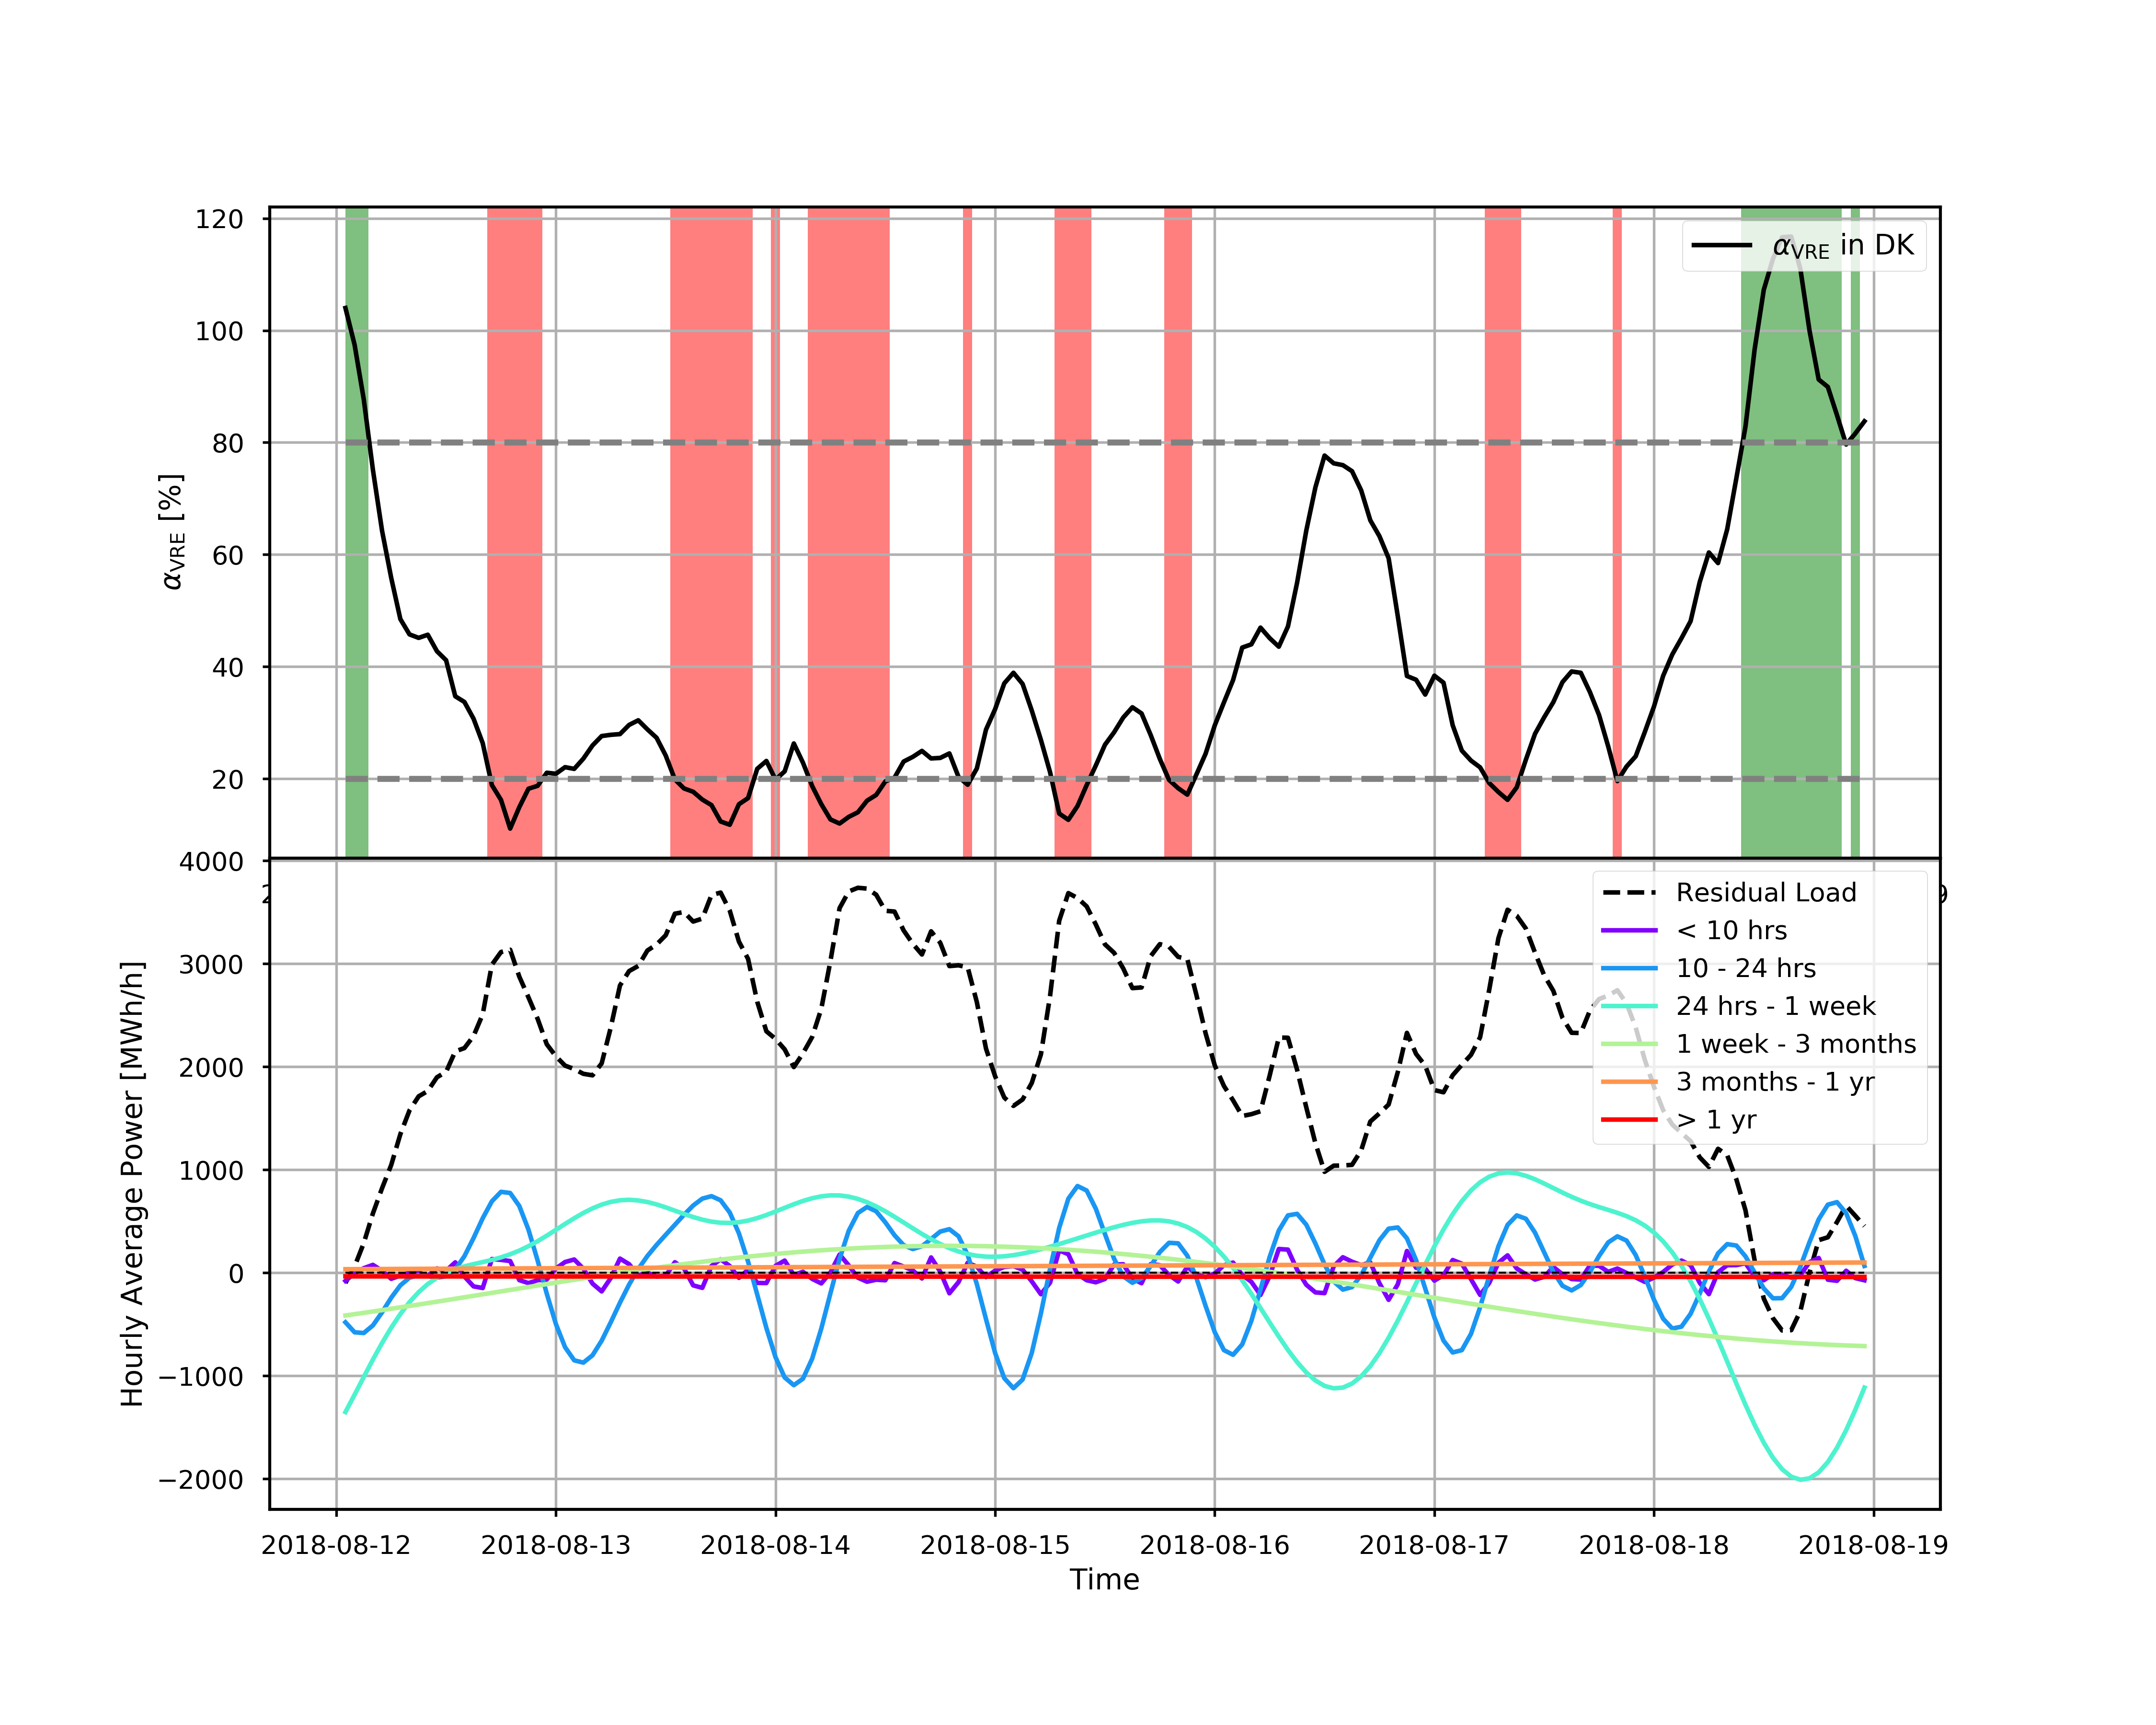 120
100
80
60
40
20
αVRE [%]
αVRE in DK
4000
3000
2000
1000
0
−1000
−2000
Hourly Average Power [MWh/h]
Residual Load
< 10 hrs
10 - 24 hrs
24 hrs - 1 week
1 week - 3 months
3 months - 1 yr
> 1 yr
2018-08-12 2018-08-13 2018-08-14 2018-08-15 2018-08-16 2018-08-17 2018-08-18 2018-08-19
Time